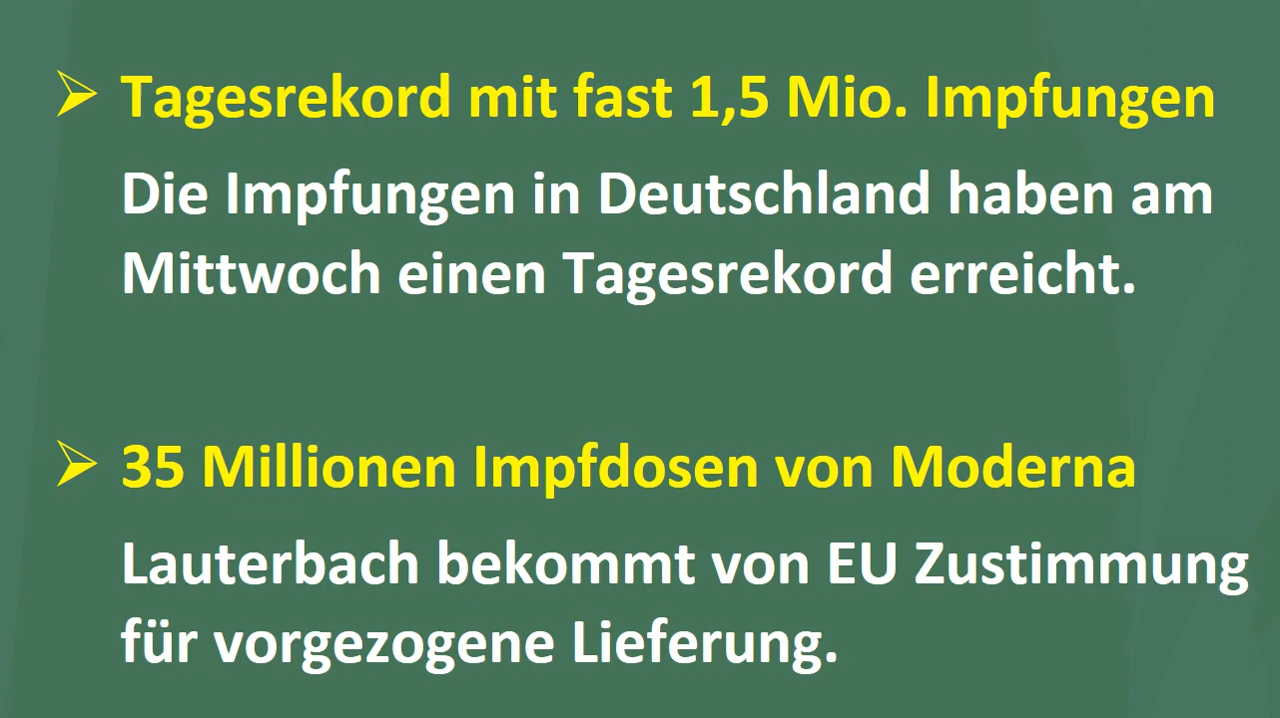 Tagesrekord mit fast 1,5 Mio. Impfungen
Die Impfungen in Deutschland haben am
Mittwoch einen Tagesrekord erreicht.
35 Millionen Impfdosen von Moderna
Lauterbach bekommt von EU Zustimmung
für vorgezogene Lieferung.